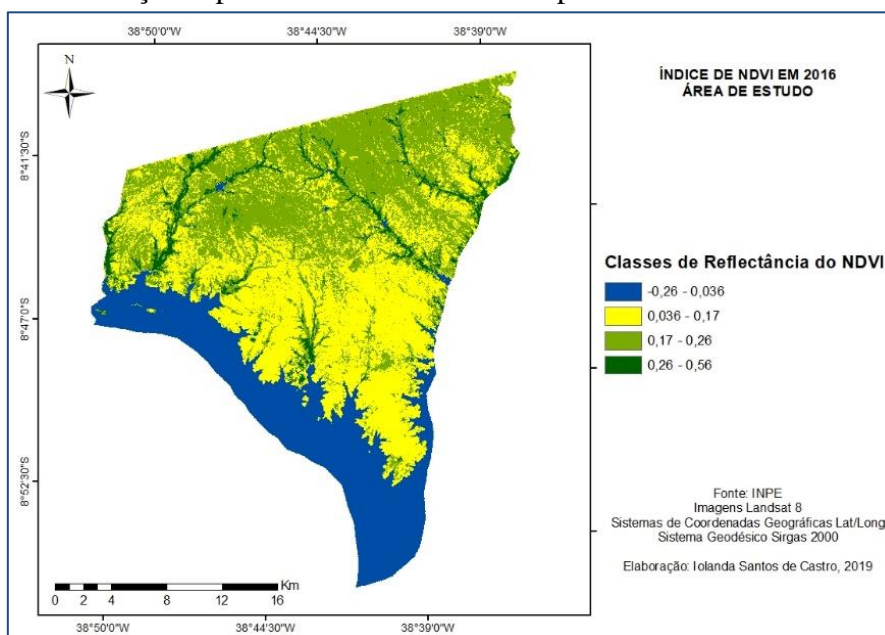 38°50'0"W 38°44'30"W 38°39'0"W
N
ÍNDICE DE NDVI EM 2016
ÁREA DE ESTUDO
8°41'30"S
8°47'0"S
8°52'30"S
Classes de Reflectância do NDVI
-0,26 - 0,036
0,036 - 0,17
0,17 - 0,26
0,26 - 0,56
Fonte: INPE
Imagens Landsat 8
Sistemas de Coordenadas Geográficas Lat/Long
Sistema Geodésico Sirgas 2000
Elaboração: Iolanda Santos de Castro, 2019
Km
0 2 4 8 12 16
38°50'0"W 38°44'30"W 38°39'0"W